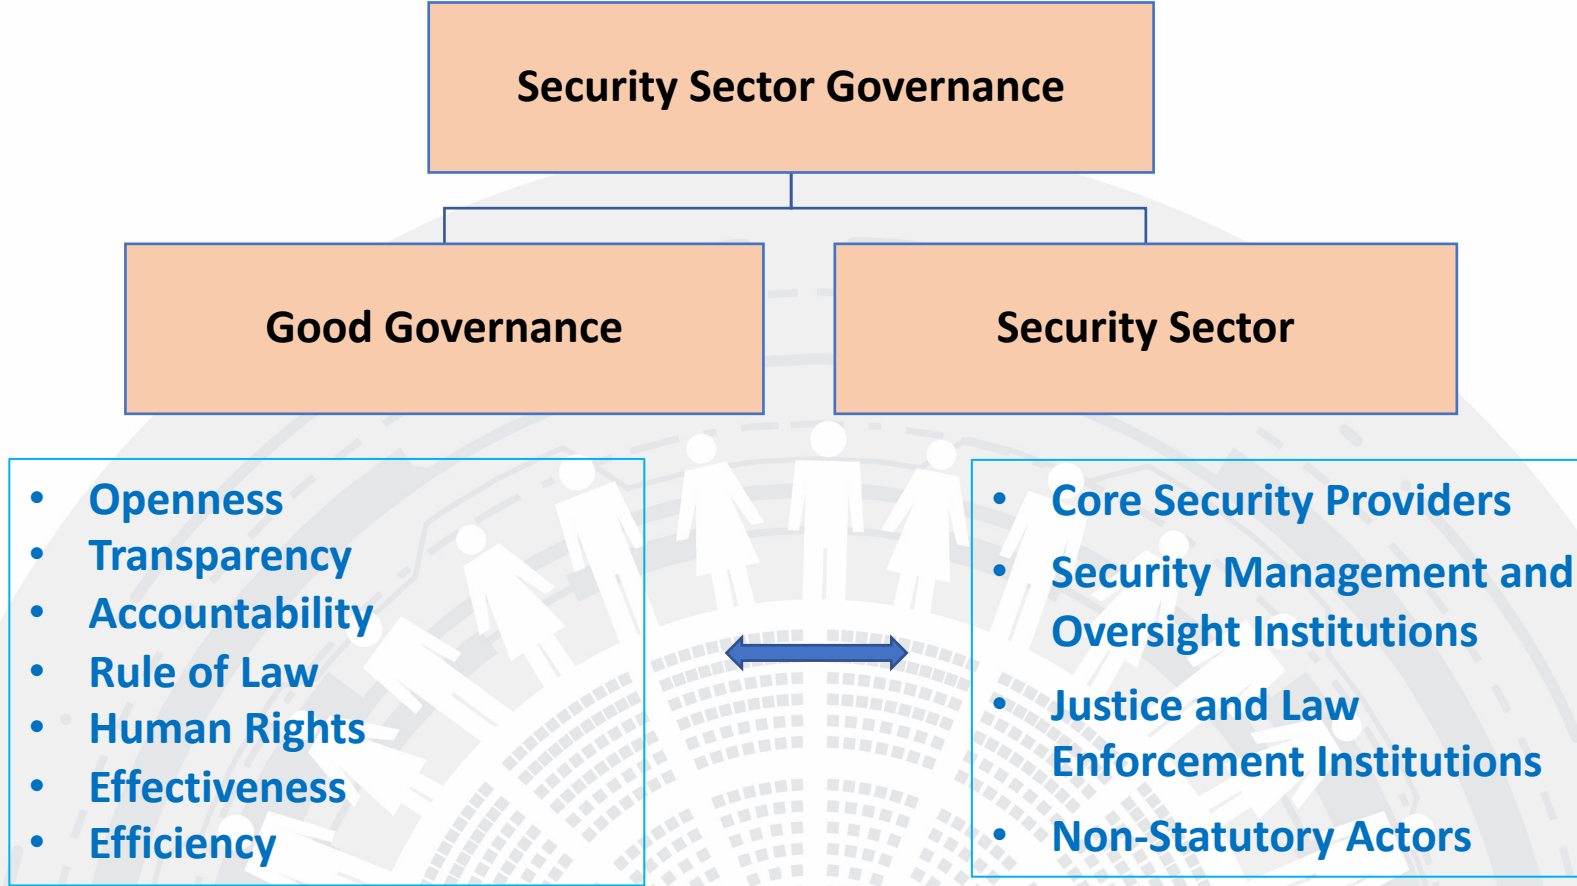 Security Sector Governance
Good Governance
Security Sector
• Openness
• Transparency
• Accountability
• Rule of Law
• Human Rights
• Effectiveness
• Efficiency
• Core Security Providers
• Security Management and
Oversight Institutions
• Justice and Law
Enforcement Institutions
• Non-Statutory Actors